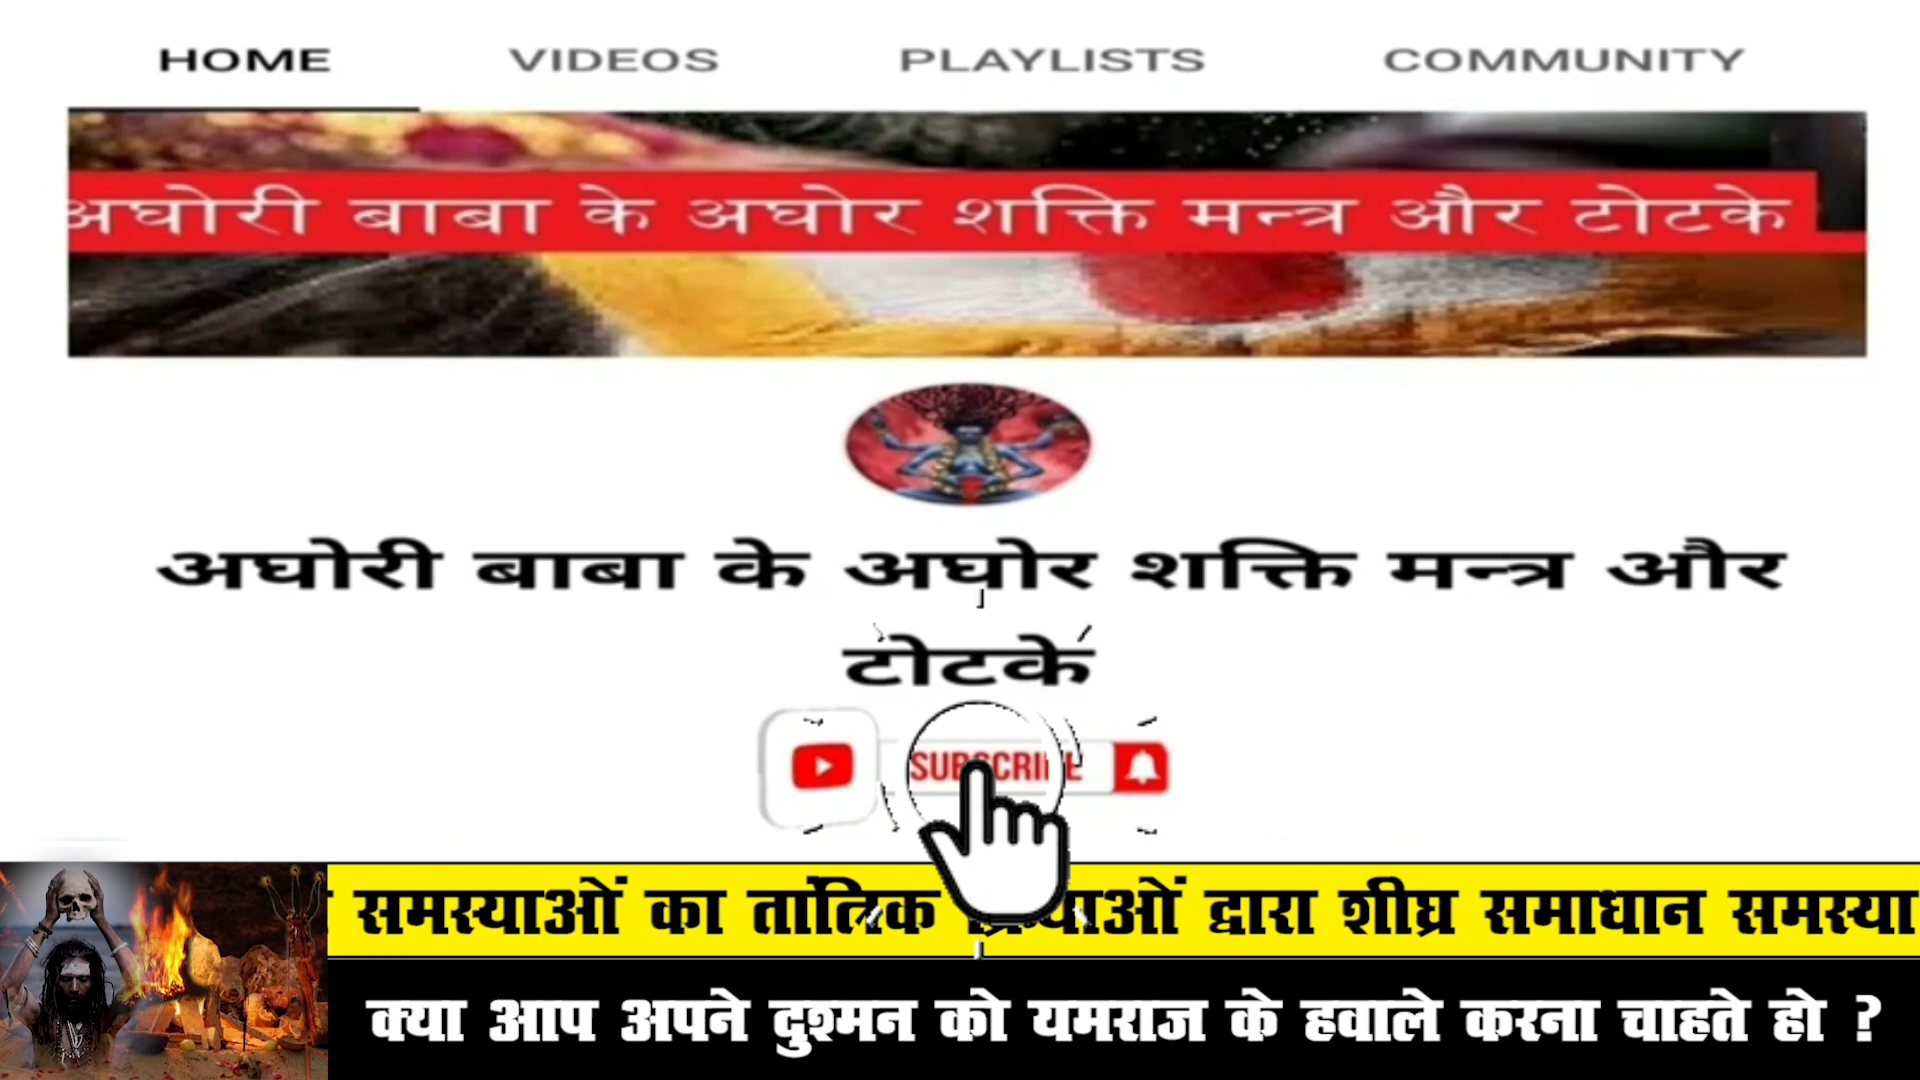 HOME VIDEOS PLAYLISTS COMMUNITY
अघोरी बाबा के अघोर शक्ति मन्त्र और टोटके
अघोरी बाबा के अघोर शक्ति मन्त्र और
टोटके
SUBSCRIBE
समस्याओं का तांत्रिक क्रियाओं द्वारा शीघ्र समाधान समस्या
क्या आप अपने दुश्मन को यमराज के हवाले करना चाहते हो ?